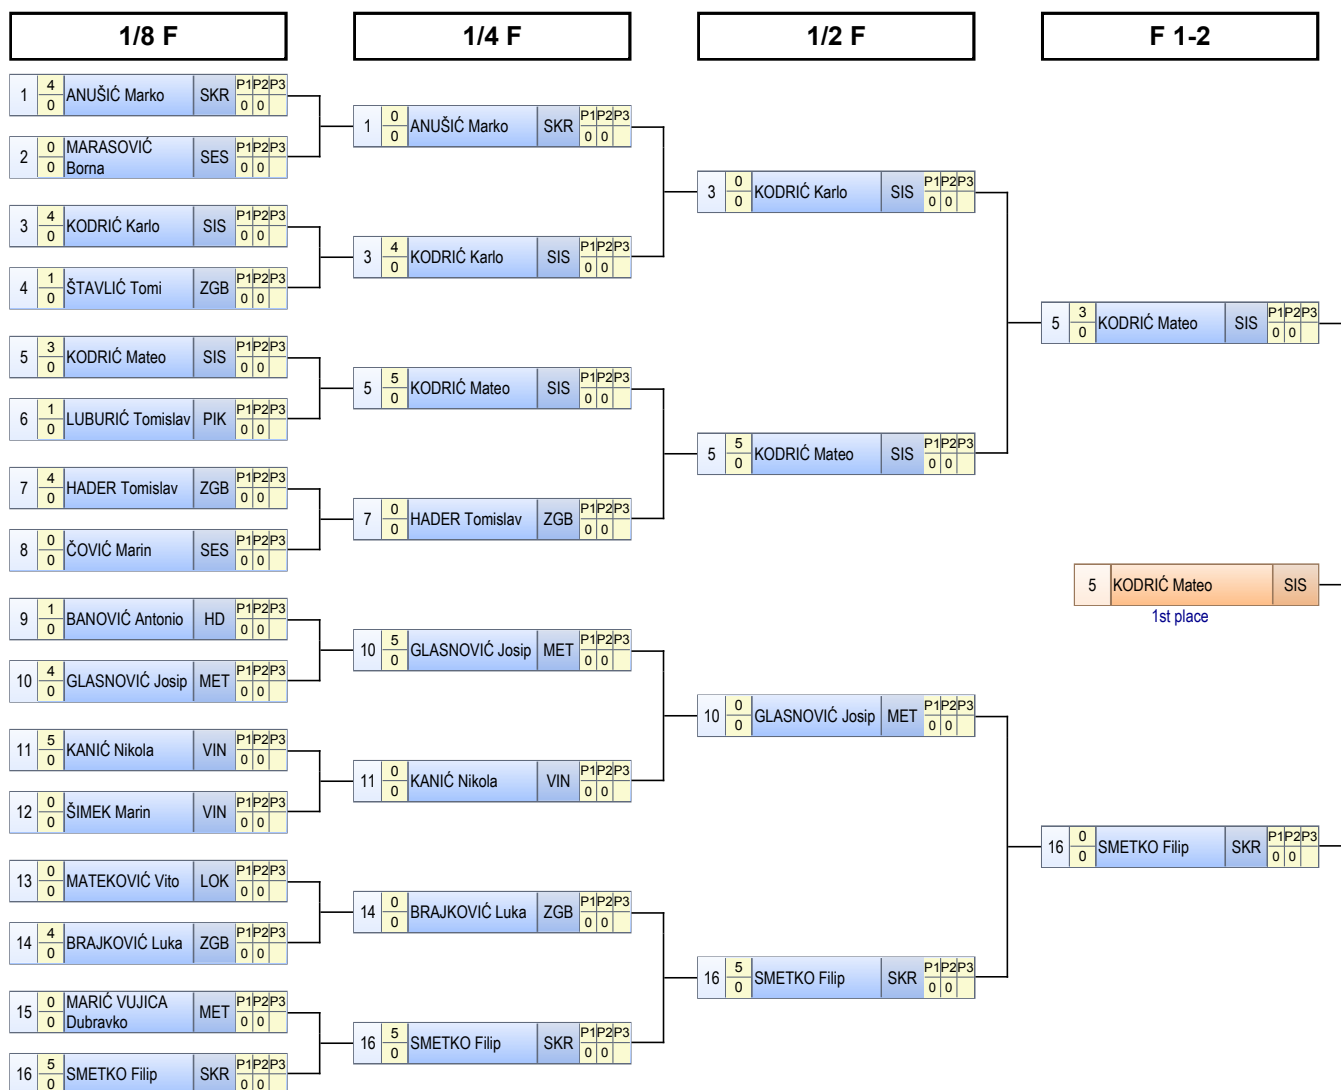 1/8 F
1/4 F
1/2 F
F 1-2
1 4 0 ANUŠIĆ Marko SKR P1 P2 P3 0 0
2 0 0 MARASOVIĆ Borna SES P1 P2 P3 0 0
3 4 0 KODRIĆ Karlo SIS P1 P2 P3 0 0
4 1 0 ŠTAVLIĆ Tomi ZGB P1 P2 P3 0 0
5 3 0 KODRIĆ Mateo SIS P1 P2 P3 0 0
6 1 0 LUBURIĆ Tomislav PIK P1 P2 P3 0 0
7 4 0 HADER Tomislav ZGB P1 P2 P3 0 0
8 0 0 ČOVIĆ Marin SES P1 P2 P3 0 0
9 1 0 BANOVIĆ Antonio HD P1 P2 P3 0 0
10 4 0 GLASNOVIĆ Josip MET P1 P2 P3 0 0
11 5 0 KANIĆ Nikola VIN P1 P2 P3 0 0
12 0 0 ŠIMEK Marin VIN P1 P2 P3 0 0
13 0 0 MATEKOVIĆ Vito LOK P1 P2 P3 0 0
14 4 0 BRAJKOVIĆ Luka ZGB P1 P2 P3 0 0
15 0 0 MARIĆ VUJICA Dubravko MET P1 P2 P3 0 0
16 5 0 SMETKO Filip SKR P1 P2 P3 0 0
1 0 0 ANUŠIĆ Marko SKR P1 P2 P3 0 0
3 4 0 KODRIĆ Karlo SIS P1 P2 P3 0 0
5 5 0 KODRIĆ Mateo SIS P1 P2 P3 0 0
7 0 0 HADER Tomislav ZGB P1 P2 P3 0 0
10 5 0 GLASNOVIĆ Josip MET P1 P2 P3 0 0
11 0 0 KANIĆ Nikola VIN P1 P2 P3 0 0
14 0 0 BRAJKOVIĆ Luka ZGB P1 P2 P3 0 0
16 5 0 SMETKO Filip SKR P1 P2 P3 0 0
3 0 0 KODRIĆ Karlo SIS P1 P2 P3 0 0
5 5 0 KODRIĆ Mateo SIS P1 P2 P3 0 0
10 0 0 GLASNOVIĆ Josip MET P1 P2 P3 0 0
16 5 0 SMETKO Filip SKR P1 P2 P3 0 0
5 3 0 KODRIĆ Mateo SIS P1 P2 P3 0 0
5 KODRIĆ Mateo SIS
1st place
16 0 0 SMETKO Filip SKR P1 P2 P3 0 0